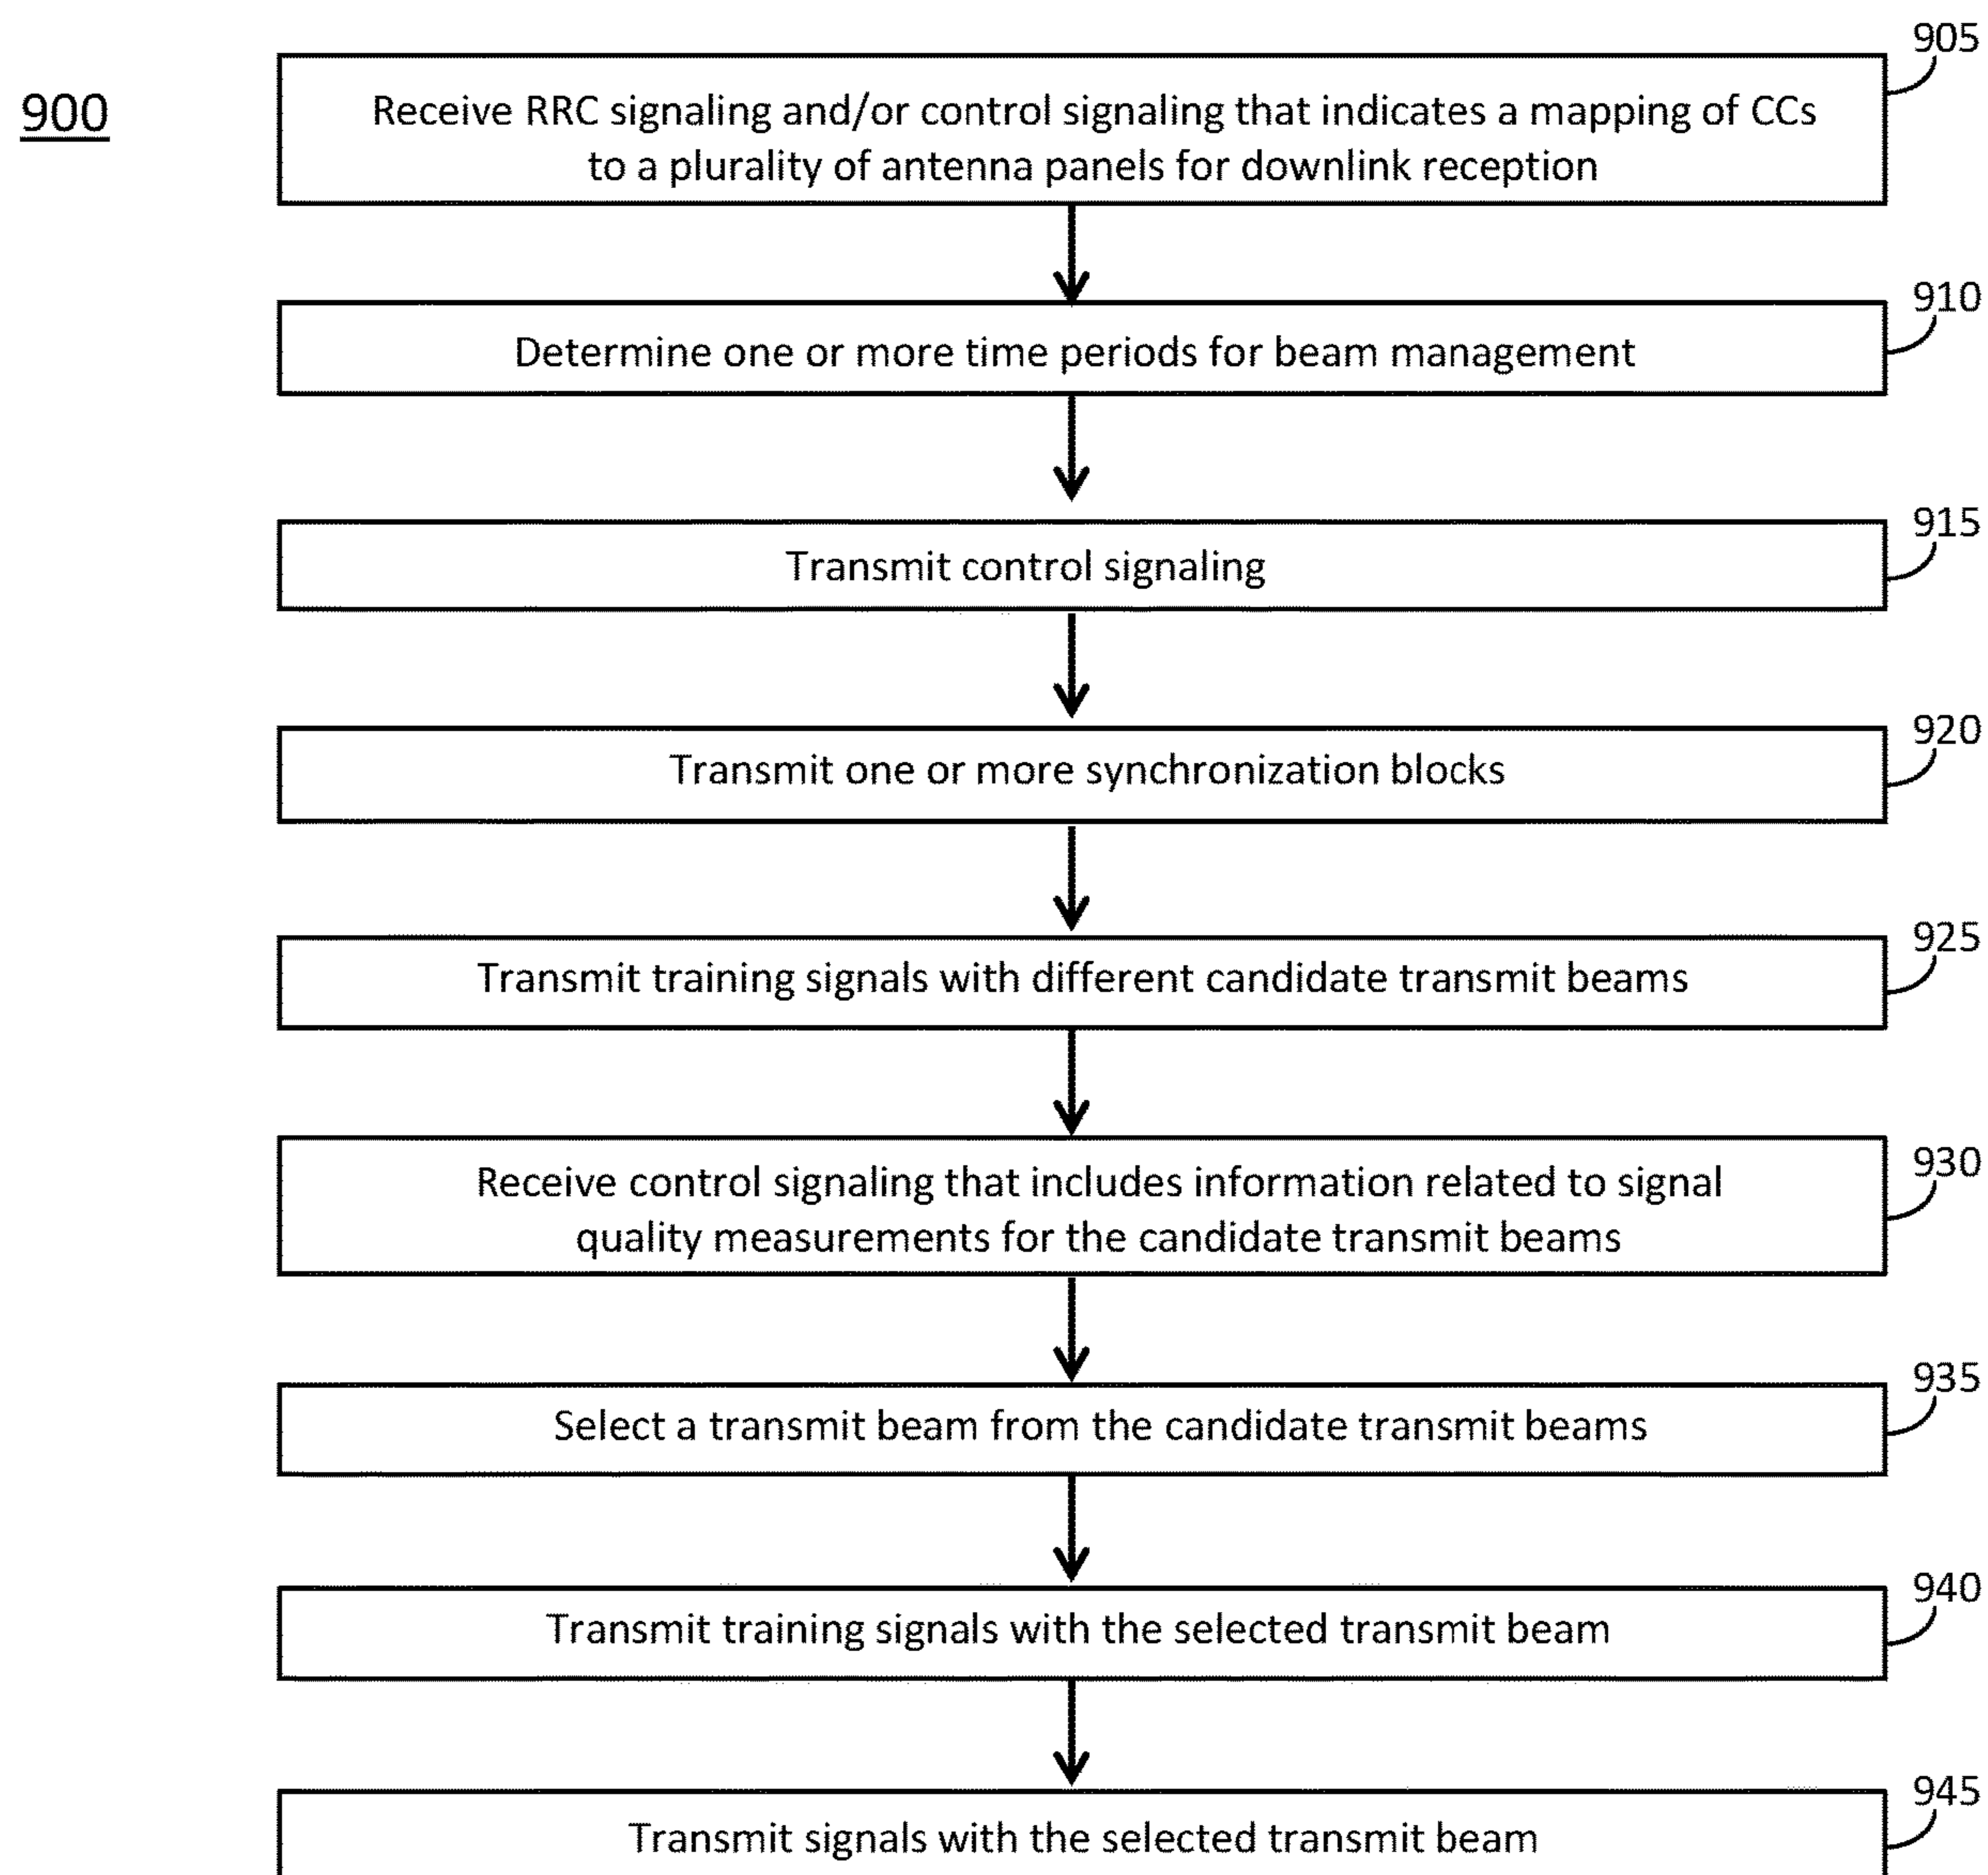 900
905
Receive RRC signaling and/or control signaling that indicates a mapping of CCs
to a plurality of antenna panels for downlink reception
910
Determine one or more time periods for beam management
915
Transmit control signaling
920
Transmit one or more synchronization blocks
925
Transmit training signals with different candidate transmit beams
930
Receive control signaling that includes information related to signal
quality measurements for the candidate transmit beams
935
Select a transmit beam from the candidate transmit beams
940
Transmit training signals with the selected transmit beam
945
Transmit signals with the selected transmit beam